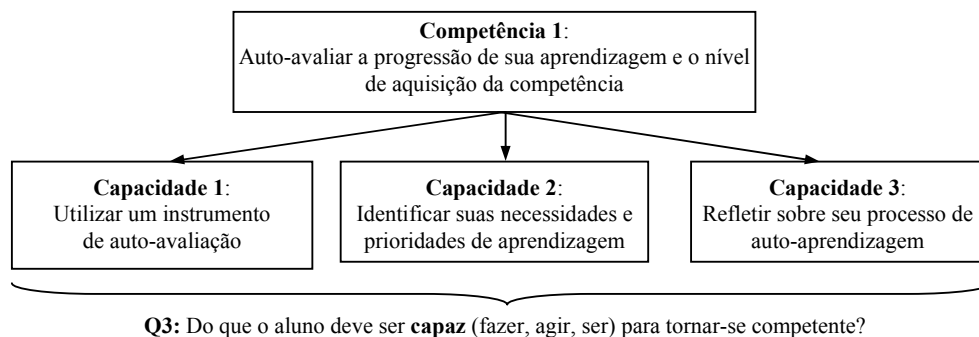 Competência 1:
Auto-avaliar a progressão de sua aprendizagem e o nível
de aquisição da competência
Capacidade 1:
Utilizar um instrumento
de auto-avaliação
Capacidade 2:
Identificar suas necessidades e
prioridades de aprendizagem
Capacidade 3:
Refletir sobre seu processo de
auto-aprendizagem
Q3: Do que o aluno deve ser capaz (fazer, agir, ser) para tornar-se competente?